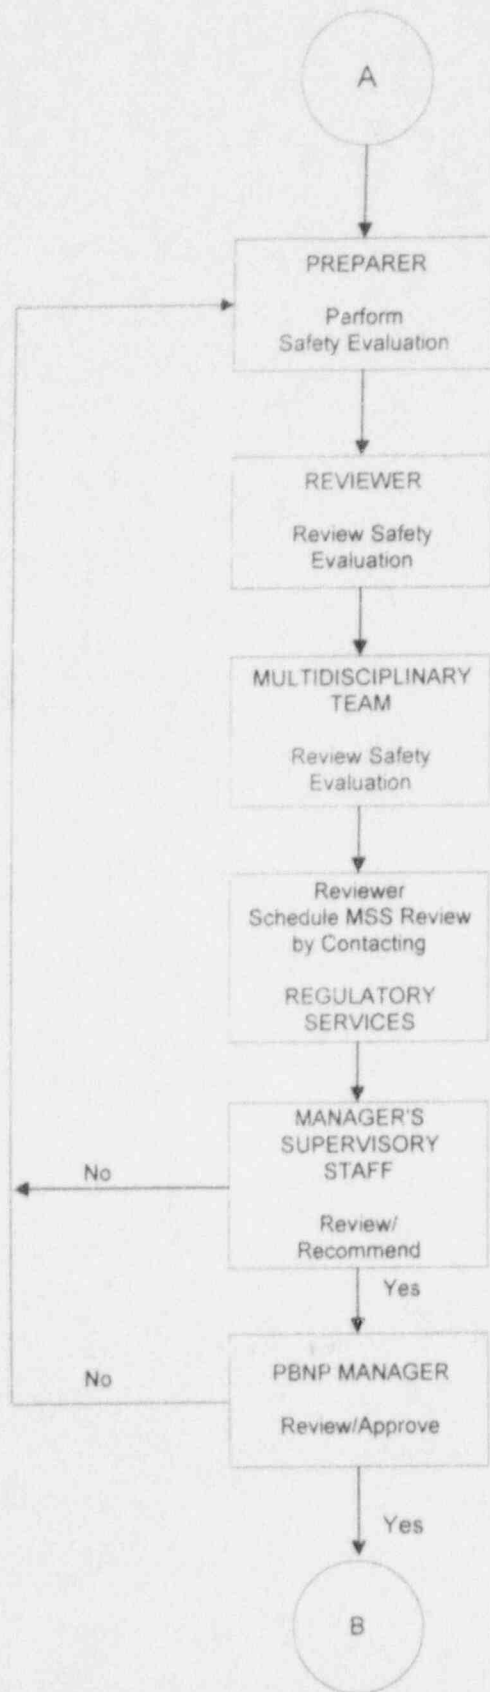 A
PREPARER
Perform
Safety Evaluation
REVIEWER
Review Safety
Evaluation
MULTIDISCIPLINARY
TEAM
Review Safety
Evaluation
Reviewer
Schedule MSS Review
by Contacting
REGULATORY
SERVICES
MANAGER'S
SUPERVISORY
STAFF
No
Review/
Recommend
Yes
PBNP MANAGER
No
Review/Approve
Yes
B